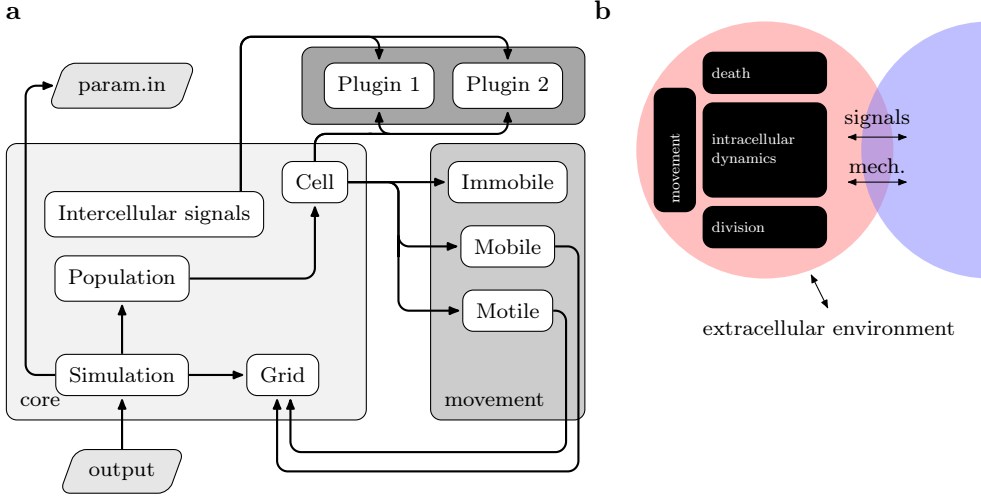 a
param.in
Plugin 1
Plugin 2
Cell
Immobile
Intercellular signals
Mobile
Population
Motile
Simulation
Grid
core
movement
output
b
death
movement
intracellular
dynamics
division
signals
mech.
extracellular environment